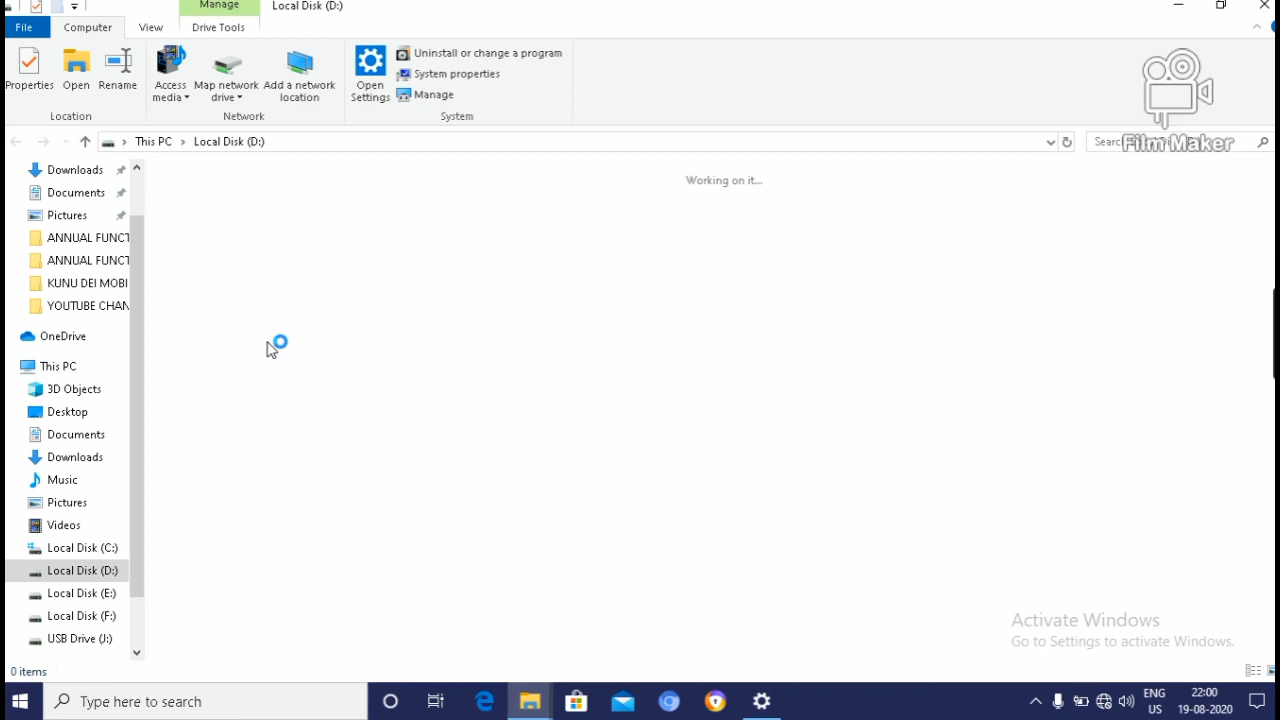 Manage
Local Disk (D:)
File
Computer
View
Drive Tools
Properties
Open
Rename
Access media
Map network drive
Add a network location
Open Settings
Uninstall or change a program
System properties
Manage
Location
Network
System
This PC
Local Disk (D:)
Film Maker
Working on it...
Downloads
Documents
Pictures
ANNUAL FUNCT
ANNUAL FUNCT
KUNU DEI MOBI
YOUTUBE CHAN
OneDrive
This PC
3D Objects
Desktop
Documents
Downloads
Music
Pictures
Videos
Local Disk (C:)
Local Disk (D:)
Local Disk (E:)
Local Disk (F:)
USB Drive (J:)
Activate Windows
Go to Settings to activate Windows.
0 items
Type here to search
ENG
US
22:00
19-08-2020